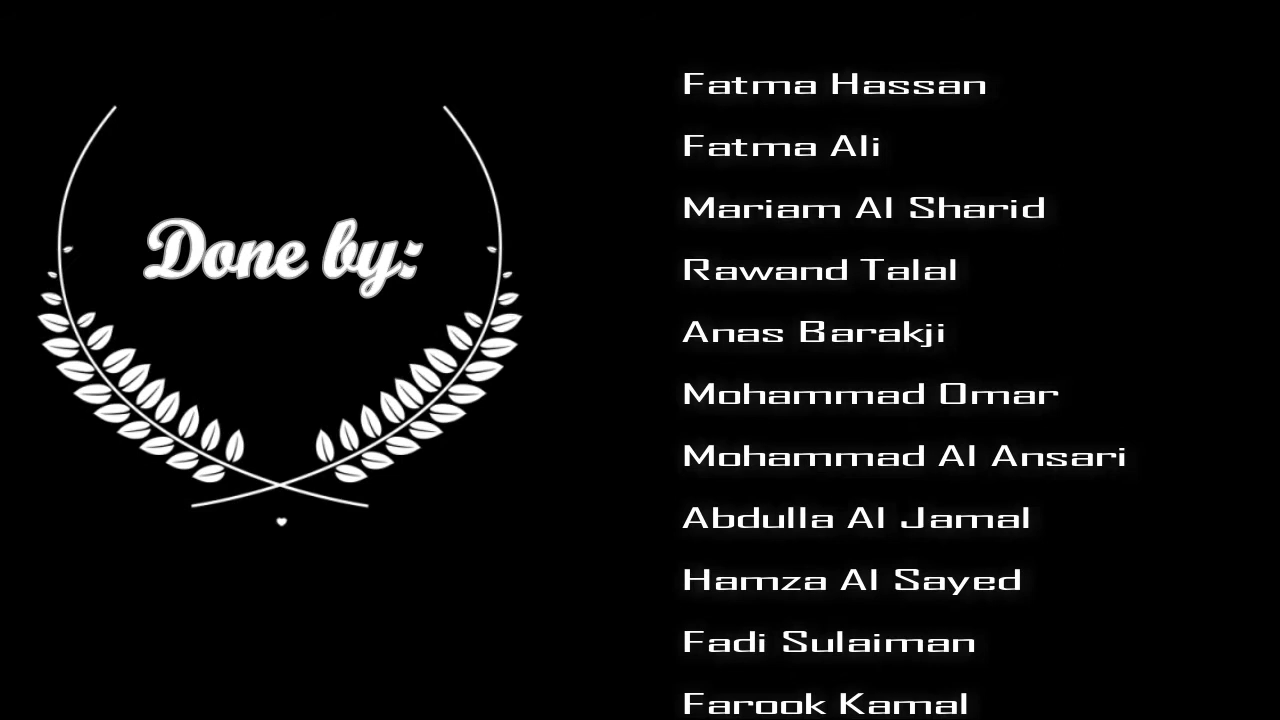 Done by:
Fatma Hassan
Fatma Ali
Mariam Al Sharid
Rawand Talal
Anas Barakji
Mohammad Omar
Mohammad Al Ansari
Abdulla Al Jamal
Hamza Al Sayed
Fadi Sulaiman
Farook Kamal